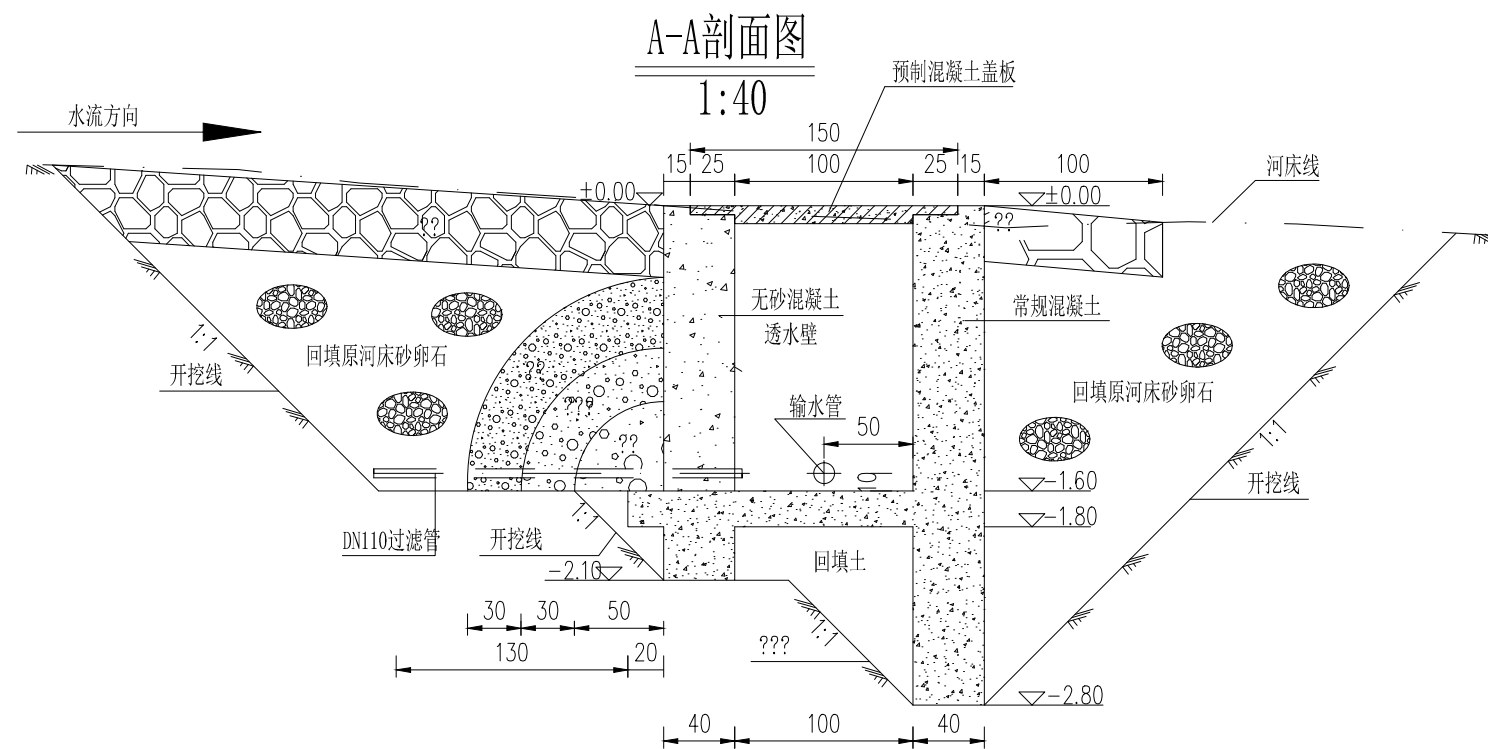 A-A剖面图
1:40
预制混凝土盖板
水流方向
150
15
25
100
25
15
100
河床线
±0.00
±0.00
??
??
无砂混凝土
透水壁
常规混凝土
1:1
回填原河床砂卵石
开挖线
??
???
??
输水管
50
10
回填原河床砂卵石
1:1
开挖线
-1.60
-1.80
DN110过滤管
1:1
开挖线
-2.10
回填土
30
30
50
130
20
1:1
???
-2.80
40
100
40